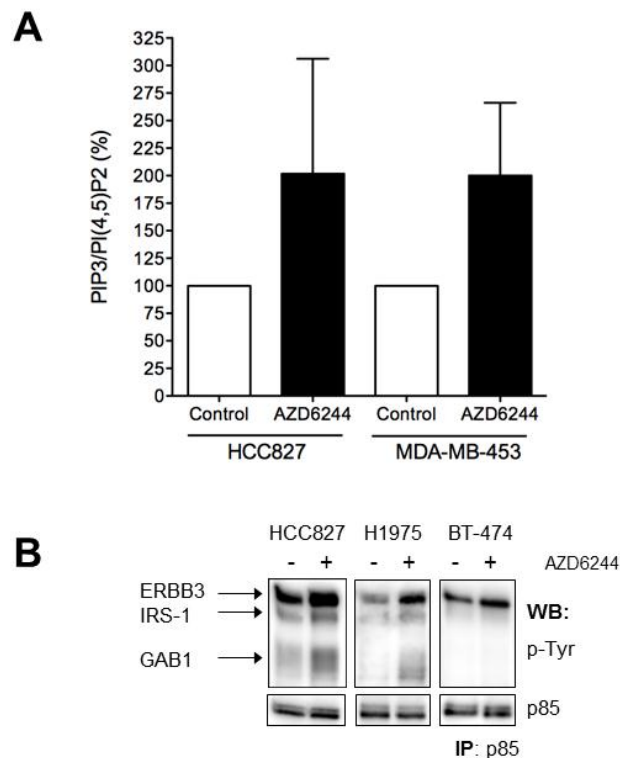 A
PIP3/PI(4,5)P2 (%)
325
300
275
250
225
200
175
150
125
100
75
50
25
0
Control AZD6244 Control AZD6244
HCC827 MDA-MB-453
B
HCC827 H1975 BT-474
- + - + - + AZD6244
ERBB3
IRS-1
WB:
p-Tyr
GAB1
p85
IP: p85